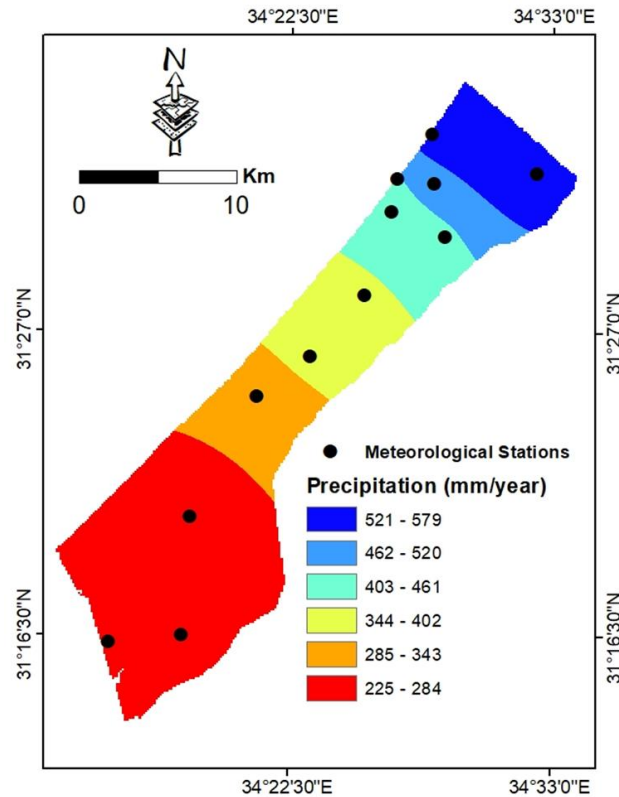 34°22'30"E 34°33'0"E
N
Km
0 10
31°27'0"N 31°27'0"N
Meteorological Stations
Precipitation (mm/year)
521 - 579
462 - 520
403 - 461
344 - 402
285 - 343
225 - 284
31°16'30"N 31°16'30"N
34°22'30"E 34°33'0"E